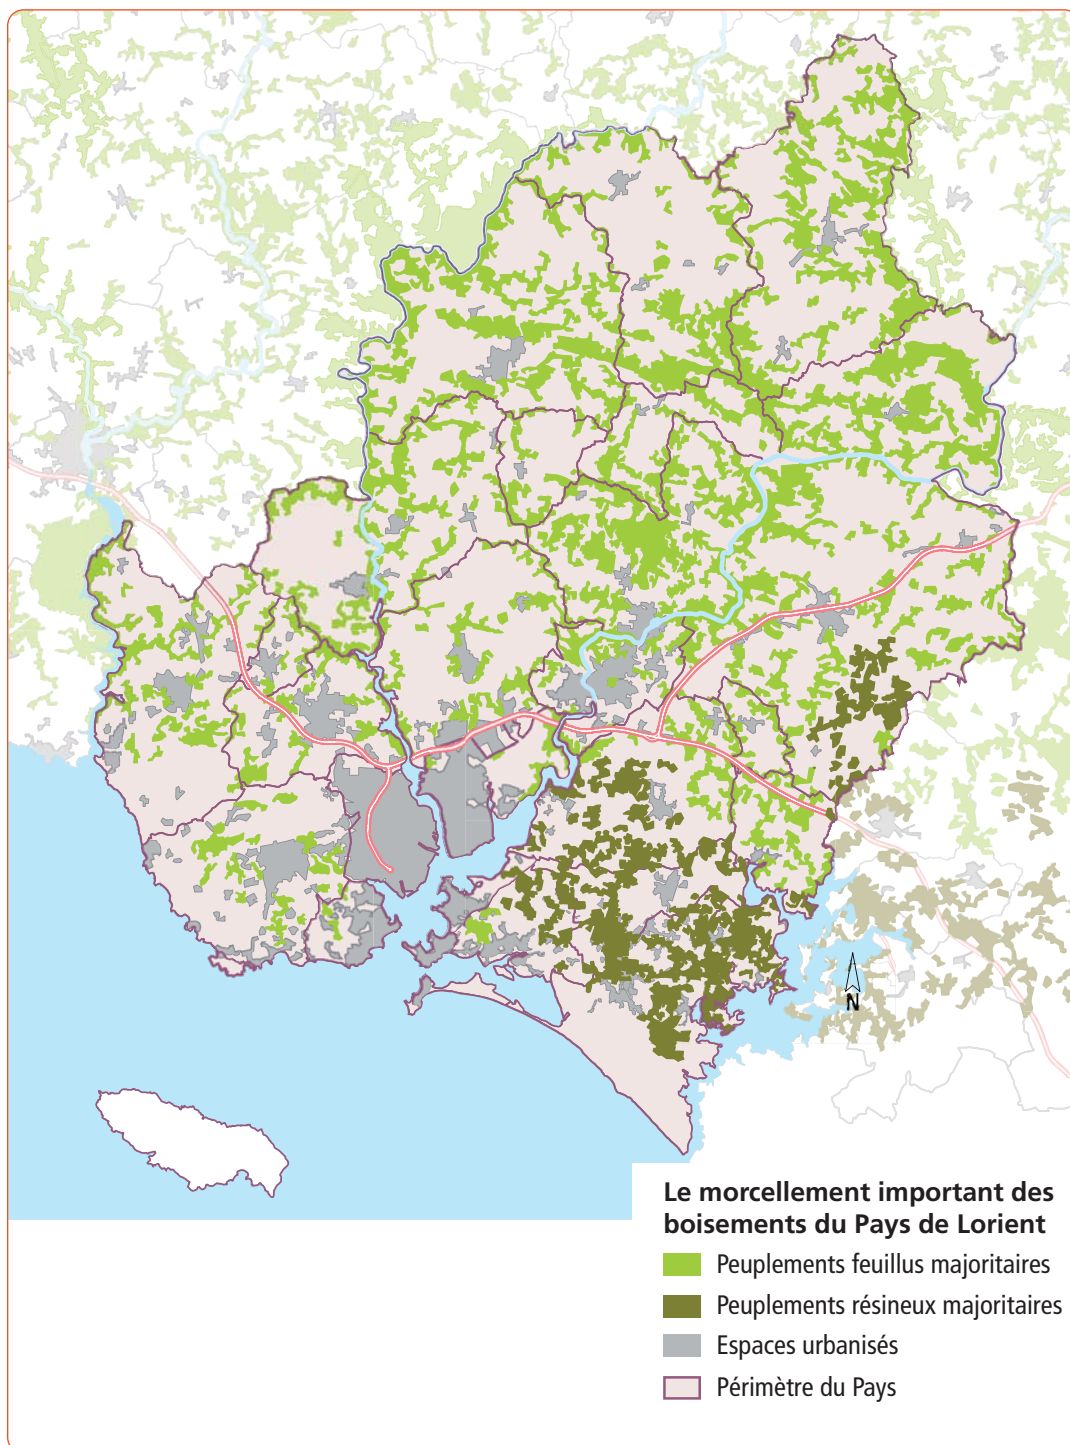 N
Le morcellement important des
boisements du Pays de Lorient
Peuplements feuillus majoritaires
Peuplements résineux majoritaires
Espaces urbanisés
Périmètre du Pays